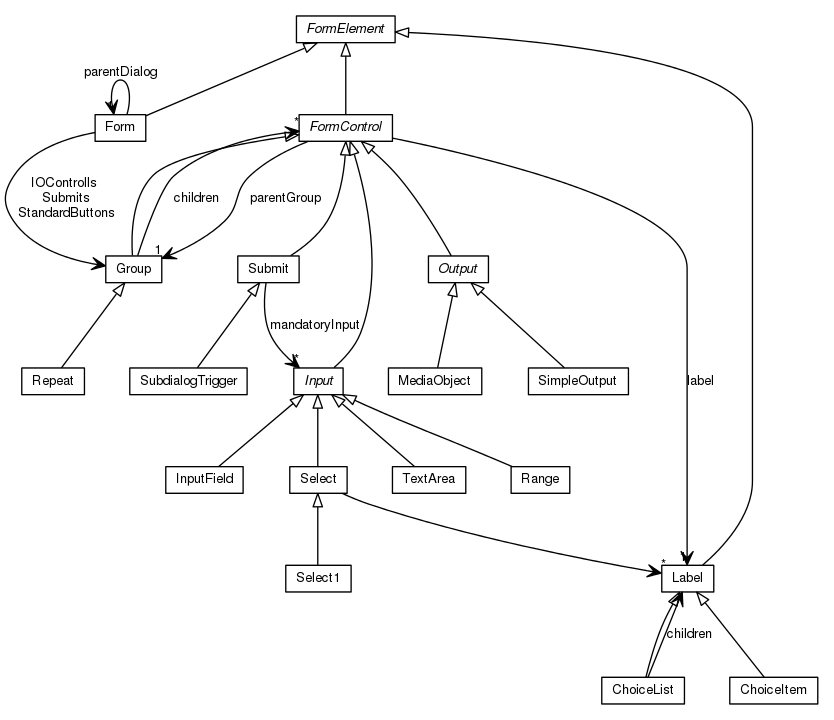 FormElement
parentDialog
Form
*
FormControl
IOControlls
Submits
StandardButtons
children
parentGroup
1
Group
Submit
Output
mandatoryInput
*
Repeat
SubdialogTrigger
Input
MediaObject
SimpleOutput
label
InputField
Select
TextArea
Range
*
Select1
Label
children
ChoiceList
ChoiceItem